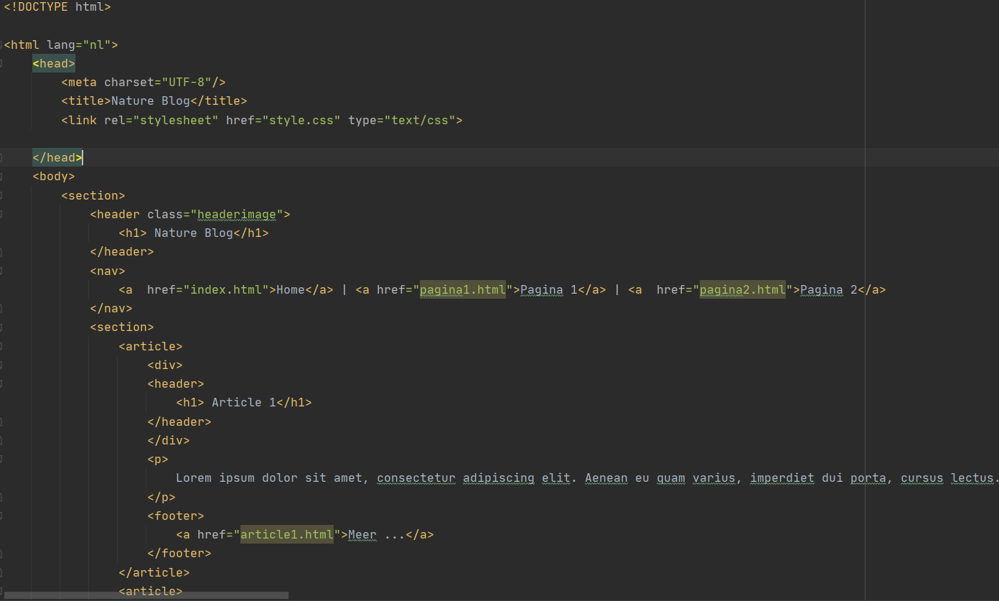 <!DOCTYPE html>
<html lang="nl">
<head>
<meta charset="UTF-8"/>
<title>Nature Blog</title>
<link rel="stylesheet" href="style.css" type="text/css">
</head>
<body>
<section>
<header class="headerimage">
<h1> Nature Blog</h1>
</header>
<nav>
<a  href="index.html">Home</a> | <a href="pagina1.html">Pagina 1</a> | <a  href="pagina2.html">Pagina 2</a>
</nav>
<section>
<article>
<div>
<header>
<h1> Article 1</h1>
</header>
</div>
<p>
Lorem ipsum dolor sit amet, consectetur adipiscing elit. Aenean eu quam varius, imperdiet dui porta, cursus lectus.
</p>
<footer>
<a href="article1.html">Meer ...</a>
</footer>
</article>
<article>